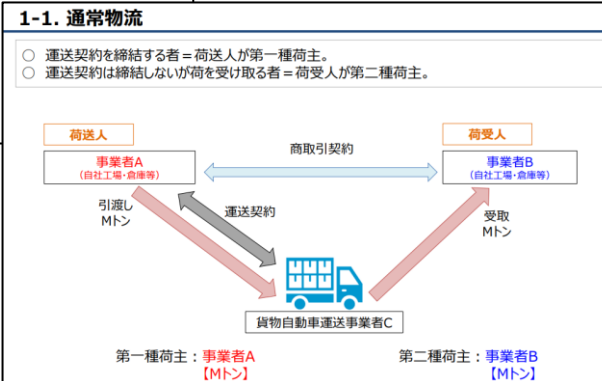 1-1. 通常物流
○ 運送契約を締結する者＝荷送人が第一種荷主。
○ 運送契約は締結しないが荷を受け取る者＝荷受人が第二種荷主。
荷送人
荷受人
事業者A
（自社工場・倉庫等）
商取引契約
事業者B
（自社工場・倉庫等）
引渡し
Mトン
運送契約
受取
Mトン
貨物自動車運送事業者C
第一種荷主：事業者A
【Mトン】
第二種荷主：事業者B
【Mトン】